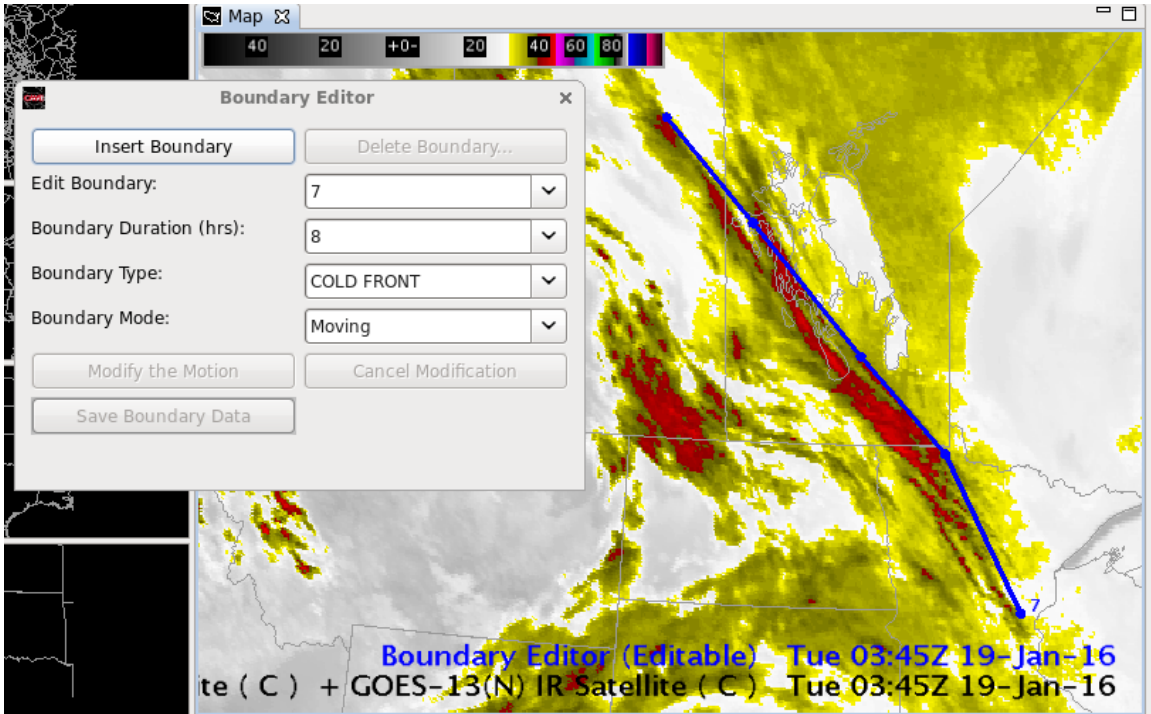 Map
40 20 +0- 20 40 60 80
Boundary Editor
Insert Boundary Delete Boundary...
Edit Boundary: 7
Boundary Duration (hrs): 8
Boundary Type: COLD FRONT
Boundary Mode: Moving
Modify the Motion Cancel Modification
Save Boundary Data
7
Boundary Editor (Editable) Tue 03:45Z 19-Jan-16
ite ( C ) + GOES-13(N) IR Satellite ( C ) Tue 03:45Z 19-Jan-16